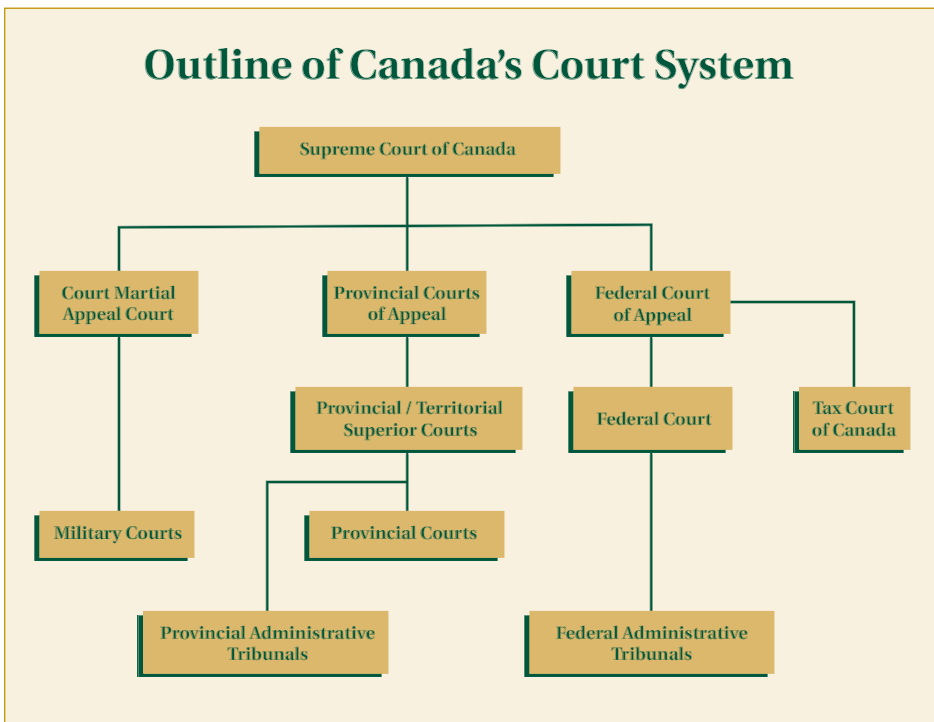 Outline of Canada's Court System
Supreme Court of Canada
Court Martial
Appeal Court
Provincial Courts
of Appeal
Federal Court
of Appeal
Provincial / Territorial
Superior Courts
Federal Court
Tax Court
of Canada
Military Courts
Provincial Courts
Provincial Administrative
Tribunals
Federal Administrative
Tribunals